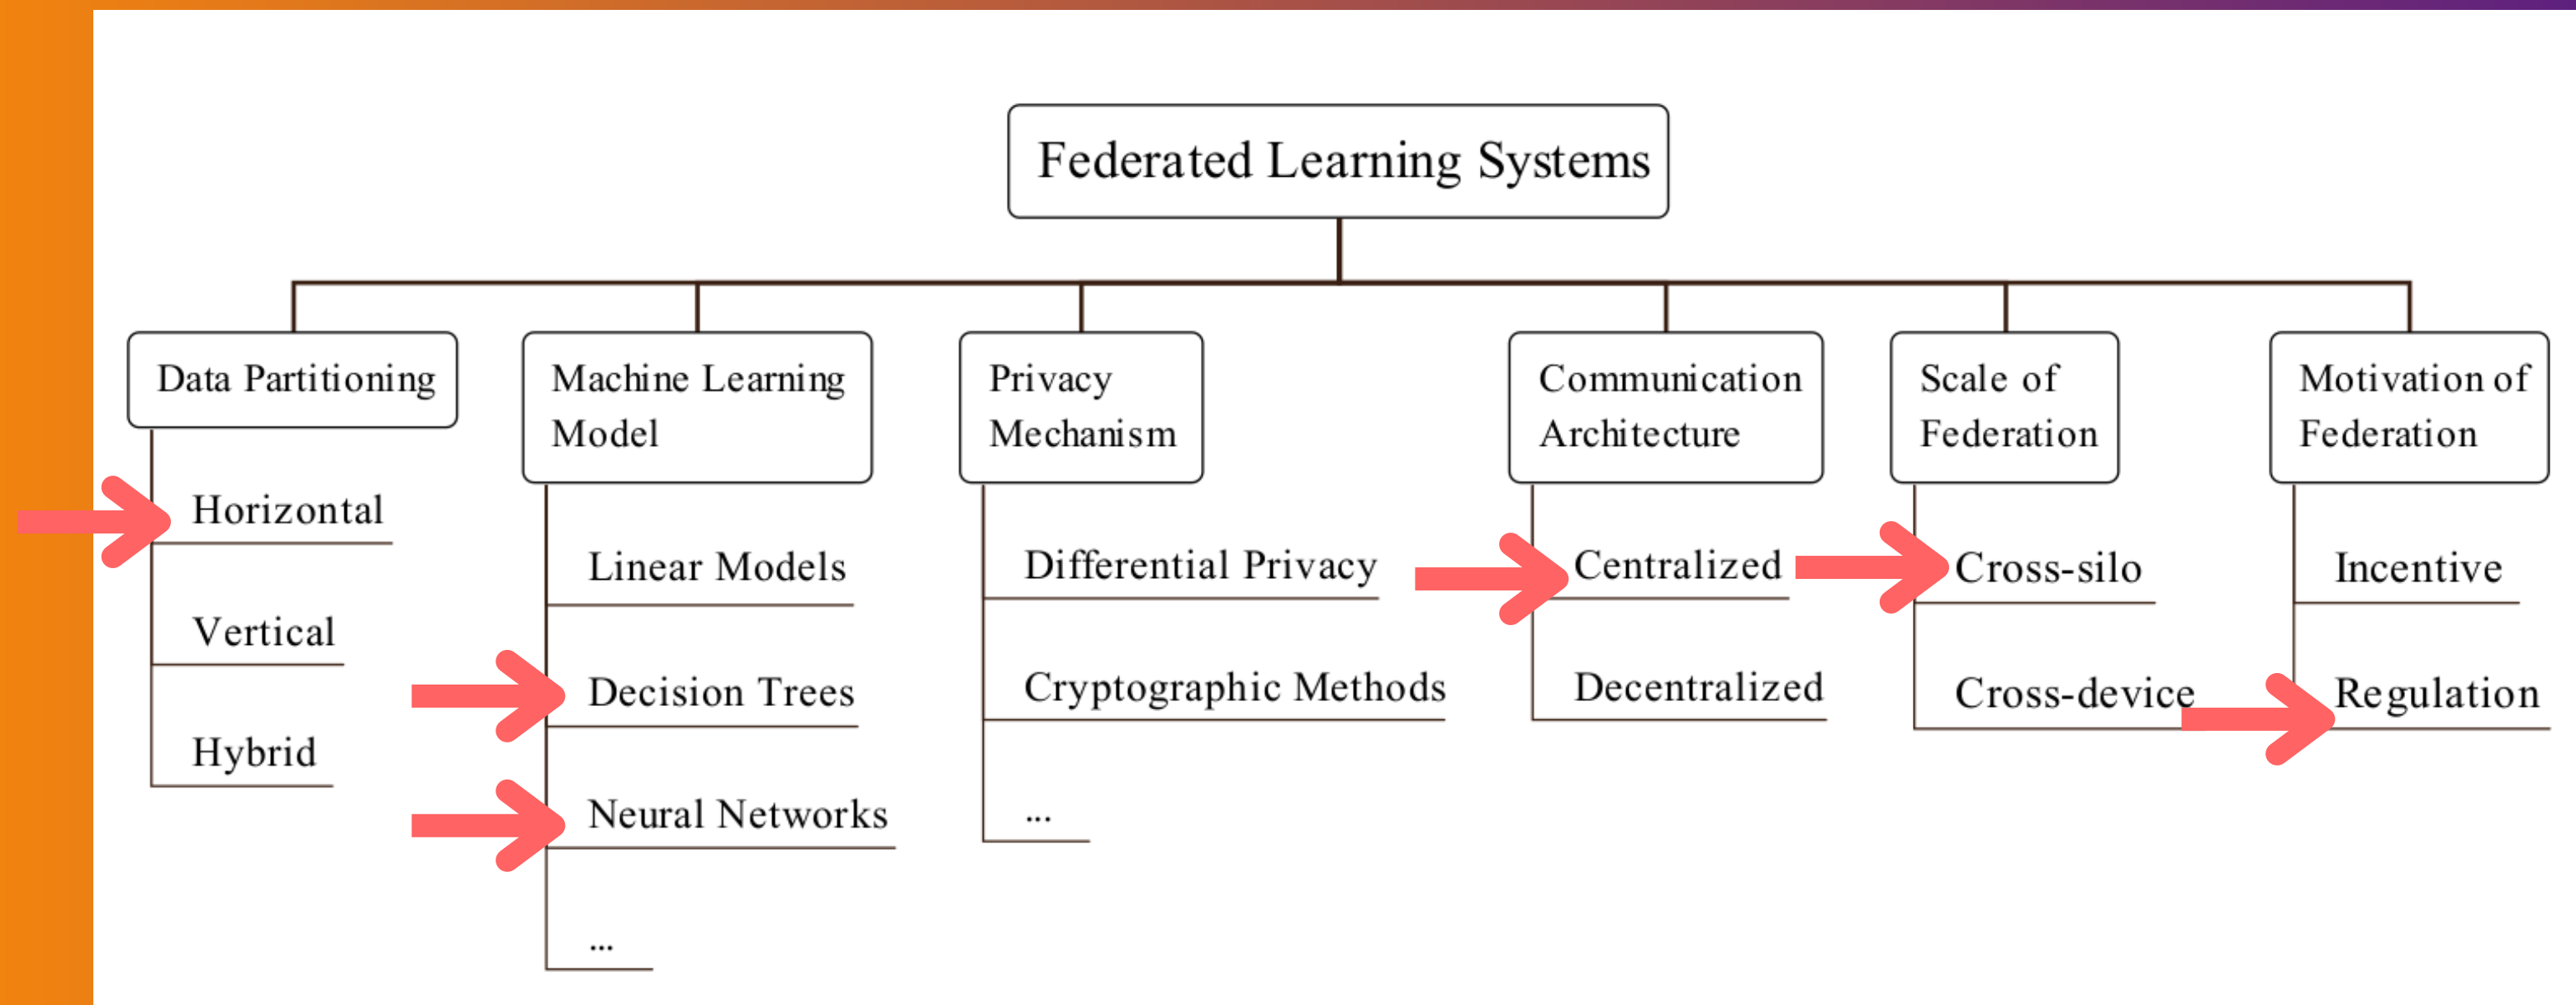 Federated Learning Systems
Data Partitioning
Horizontal
Vertical
Hybrid
Machine Learning
Model
Linear Models
Decision Trees
Neural Networks
...
Privacy
Mechanism
Differential Privacy
Cryptographic Methods
...
Communication
Architecture
Centralized
Decentralized
Scale of
Federation
Cross-silo
Cross-device
Motivation of
Federation
Incentive
Regulation